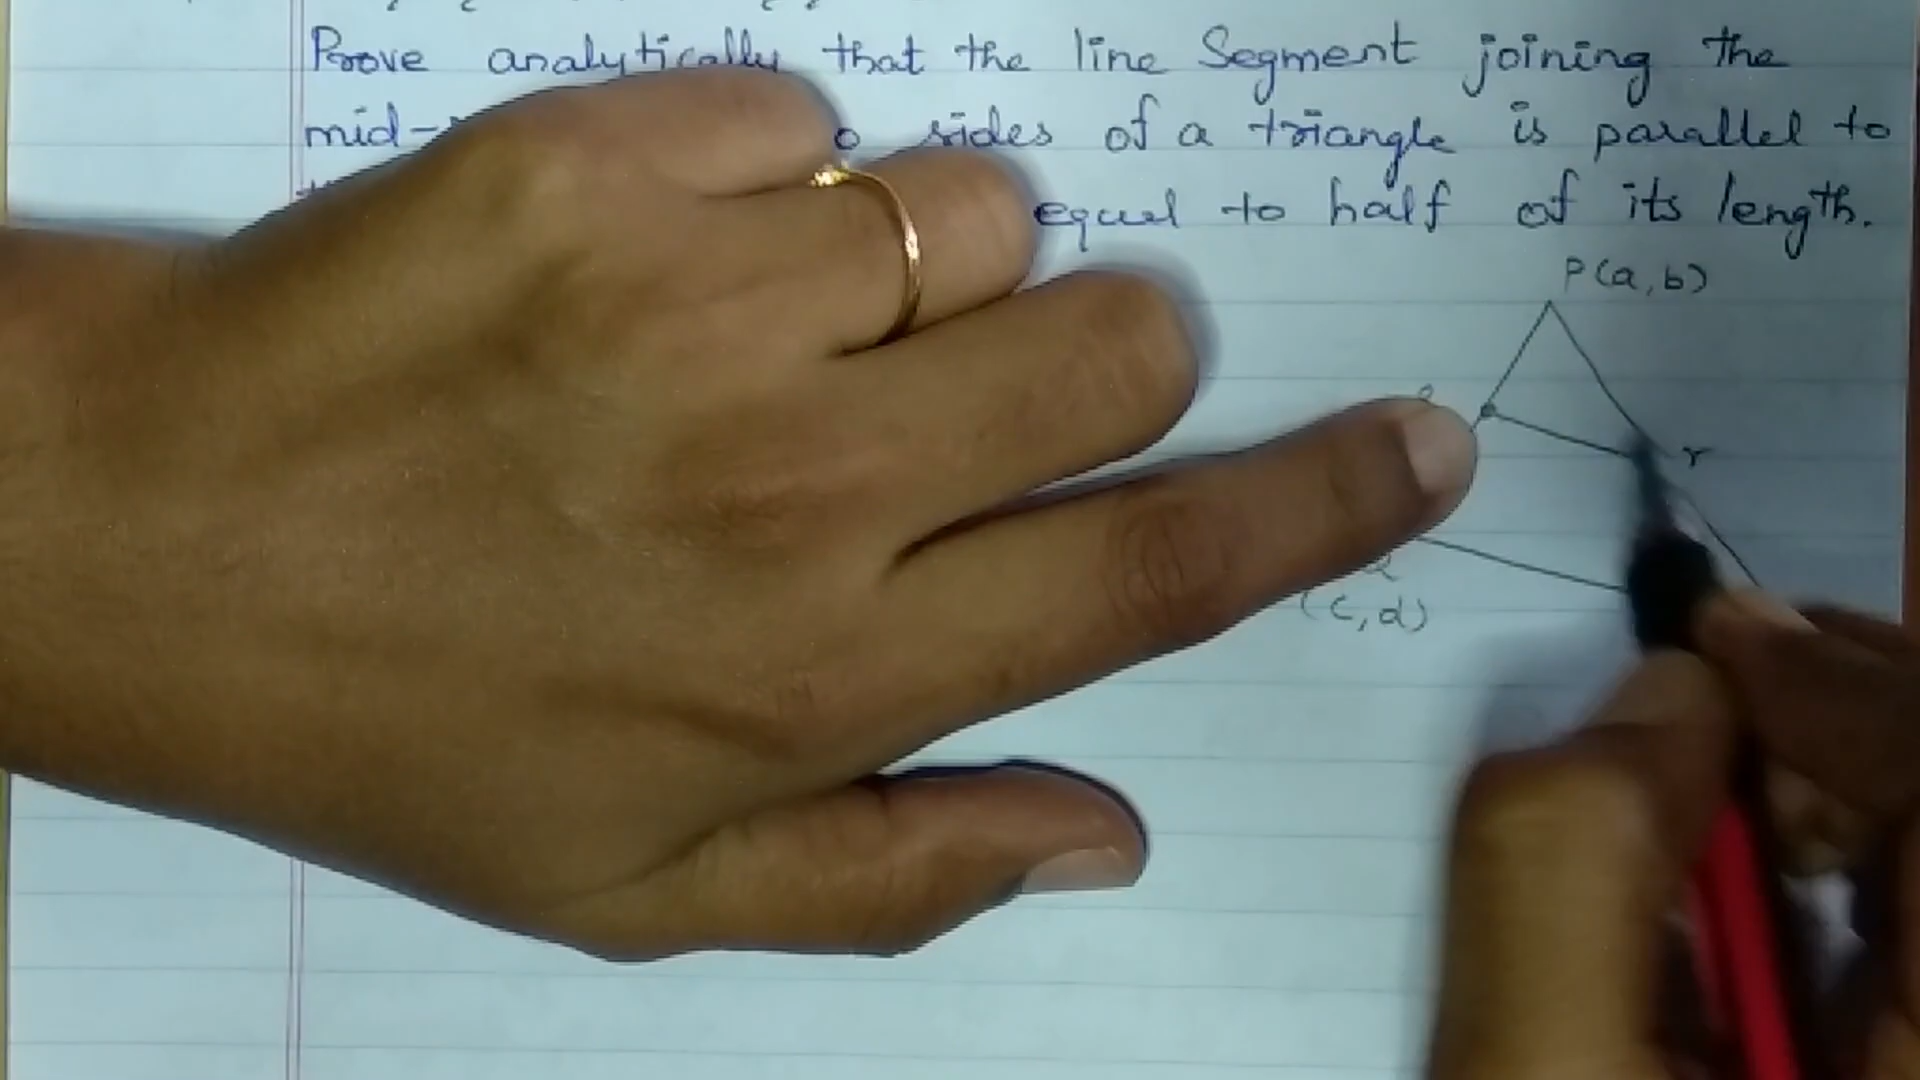 Prove analytically that the line Segment joining the
mid- sides of a triangle is parallel to
equal to half of its length.
P(a,b)
r
(c,d)